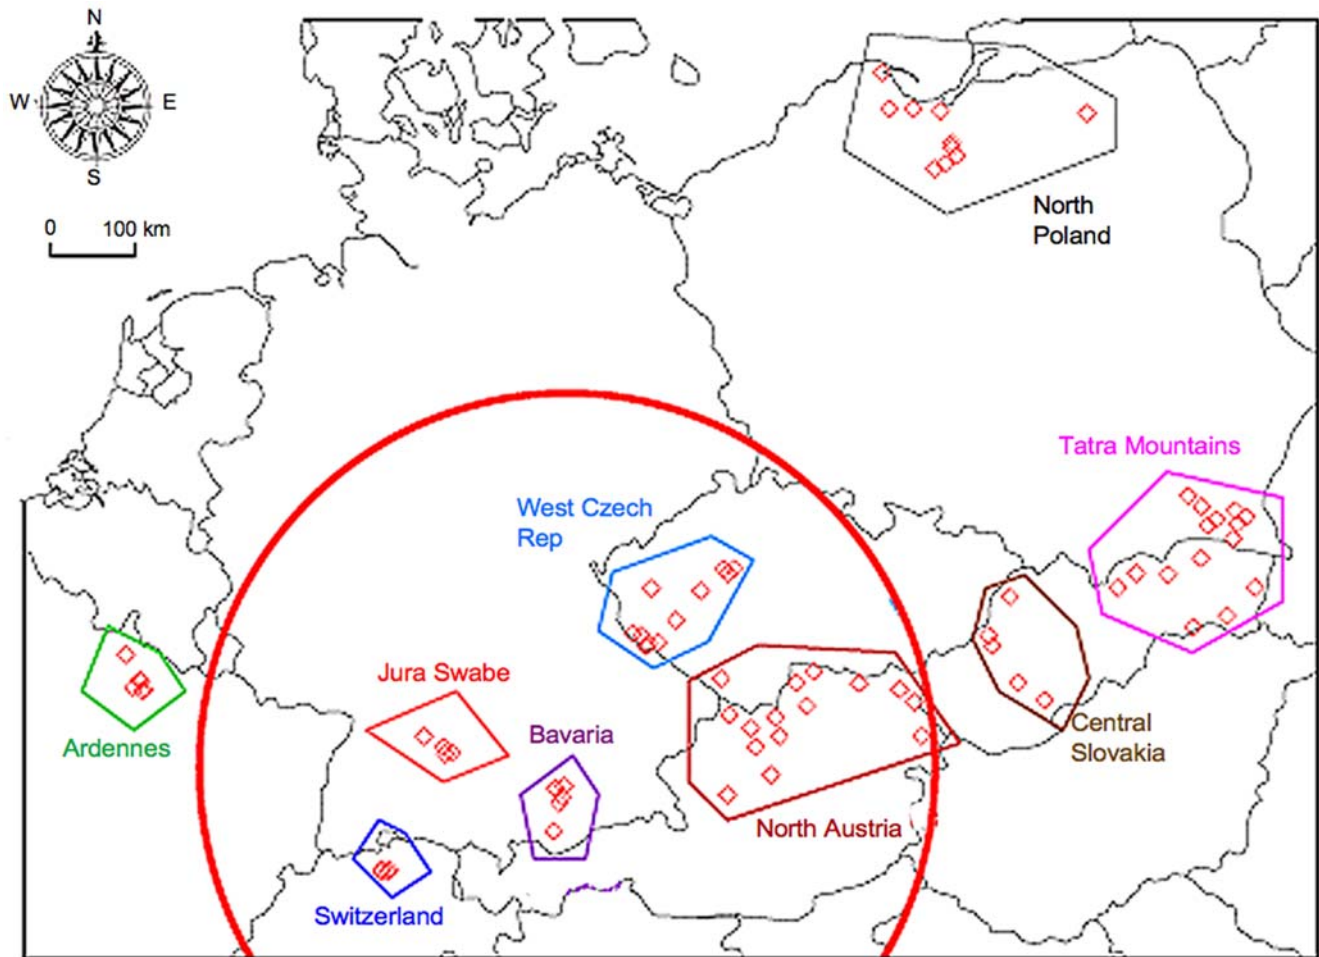 N
W
E
S
0
100 km
North
Poland
Tatra Mountains
West Czech
Rep
Jura Swabe
Bavaria
Ardennes
Central
Slovakia
North Austria
Switzerland